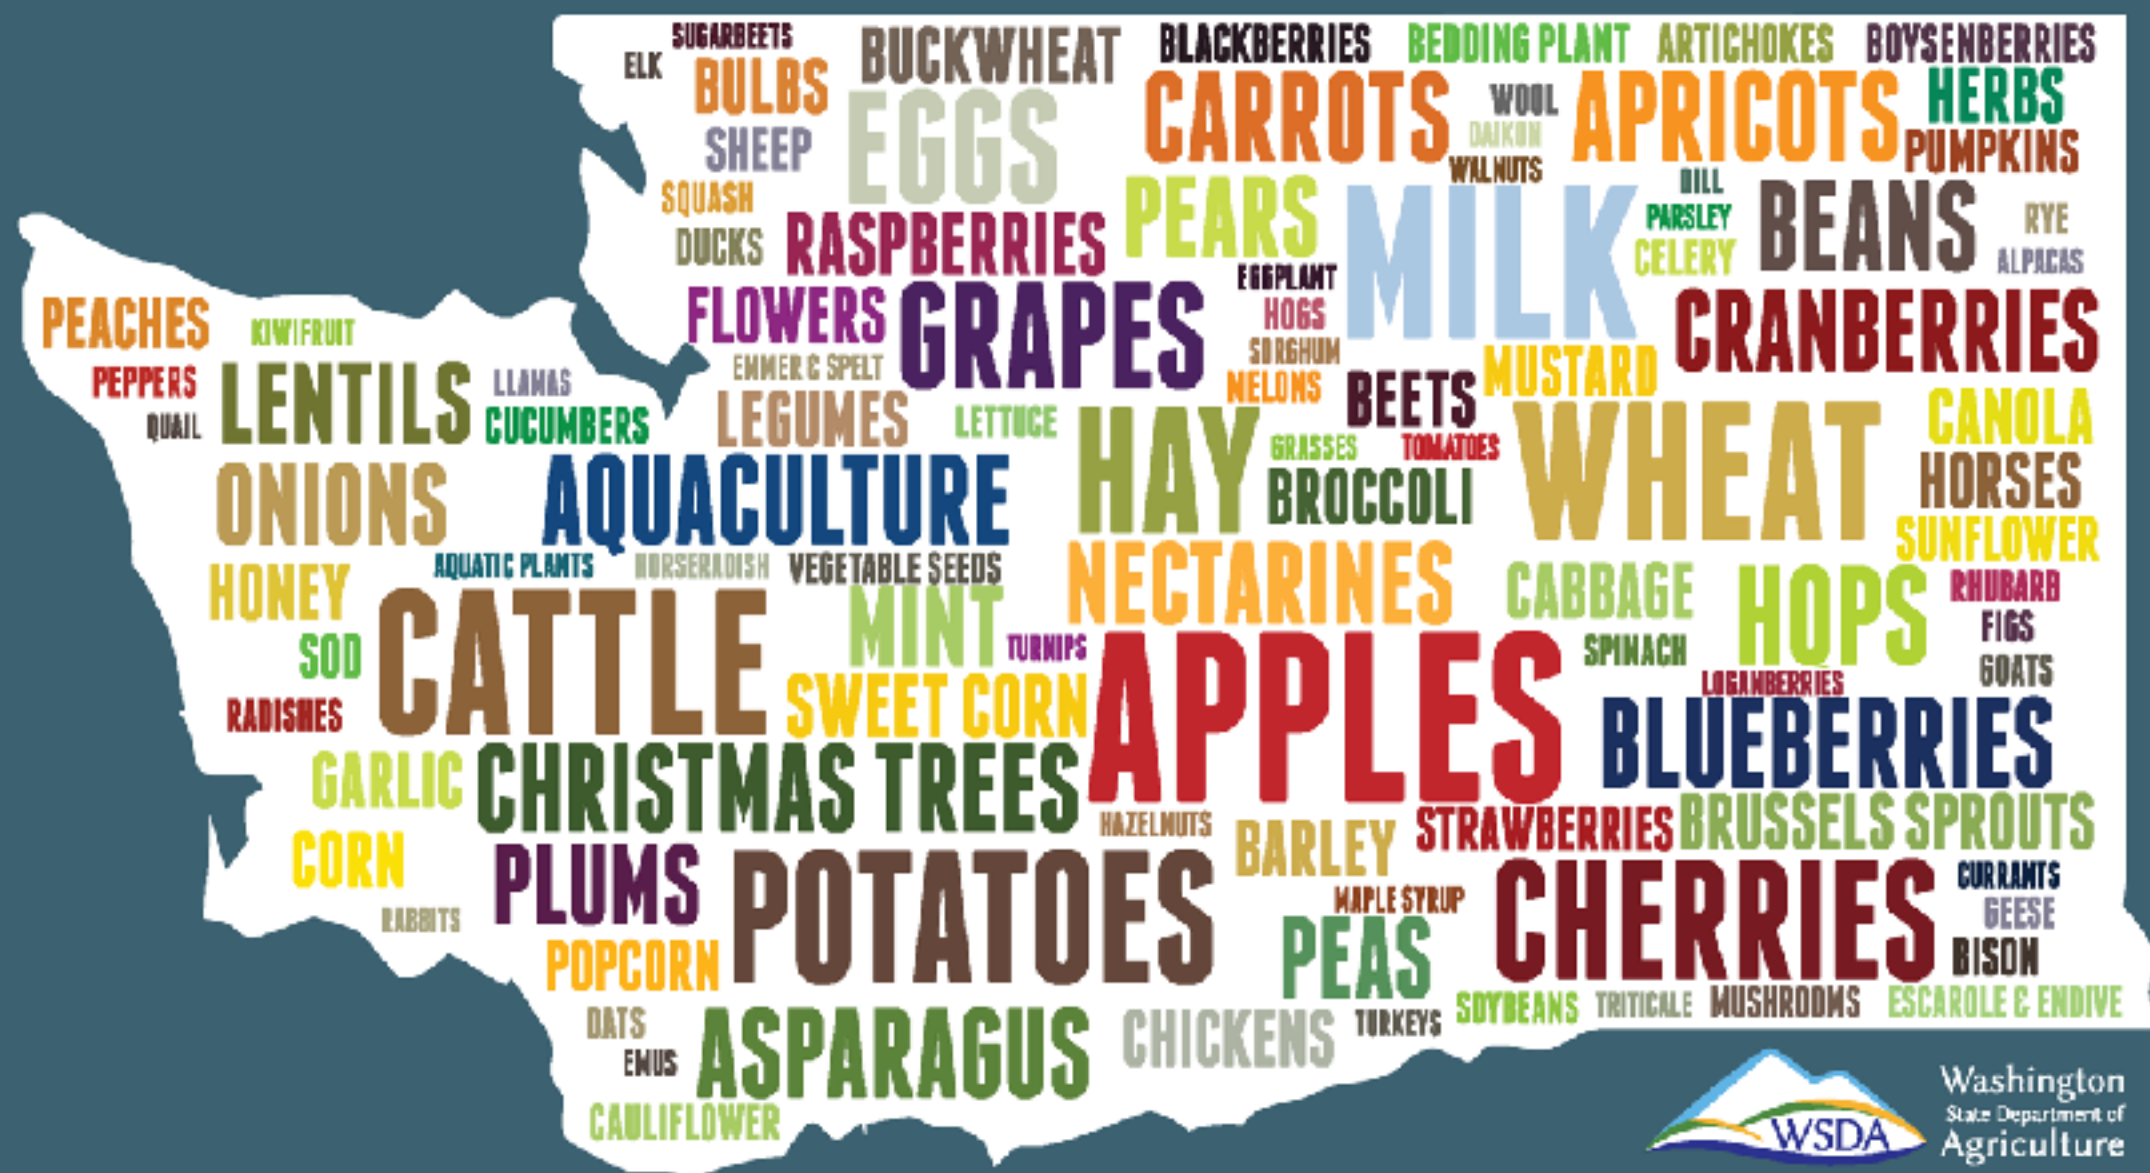 SUGARBEETS
ELK
BULBS
BUCKWHEAT
BLACKBERRIES
BEDDING PLANT
ARTICHOKES
BOYSENBERRIES
SHEEP
EGGS
CARROTS
WOOL
DAIKON
WALNUTS
APRICOTS
HERBS
PUMPKINS
SQUASH
DUCKS
RASPBERRIES
PEARS
MILK
DILL
PARSLEY
CELERY
BEANS
RYE
ALPACAS
EGGPLANT
HOGS
SORGHUM
MELONS
FLOWERS
GRAPES
EMMER & SPELT
CRANBERRIES
PEACHES
KIWIFRUIT
PEPPERS
QUAIL
LENTILS
LLAMAS
CUCUMBERS
LEGUMES
LETTUCE
HAY
BEETS
MUSTARD
GRASSES
TOMATOES
BROCCOLI
WHEAT
CANOLA
HORSES
SUNFLOWER
ONIONS
AQUACULTURE
AQUATIC PLANTS
HORSERADISH
VEGETABLE SEEDS
NECTARINES
HONEY
SOD
CATTLE
MINT
TURNIPS
CABBAGE
SPINACH
HOPS
RHUBARB
FIGS
GOATS
RADISHES
SWEET CORN
APPLES
LOGANBERRIES
BLUEBERRIES
GARLIC
CHRISTMAS TREES
HAZELNUTS
BARLEY
STRAWBERRIES
BRUSSELS SPROUTS
CORN
PLUMS
POTATOES
MAPLE SYRUP
CHERRIES
CURRANTS
GEESE
BISON
RABBITS
POPCORN
PEAS
OATS
EMUS
ASPARAGUS
CHICKENS
TURKEYS
SOYBEANS
TRITICALE
MUSHROOMS
ESCAROLE & ENDIVE
CAULIFLOWER
WSDA
Washington
State Department of
Agriculture